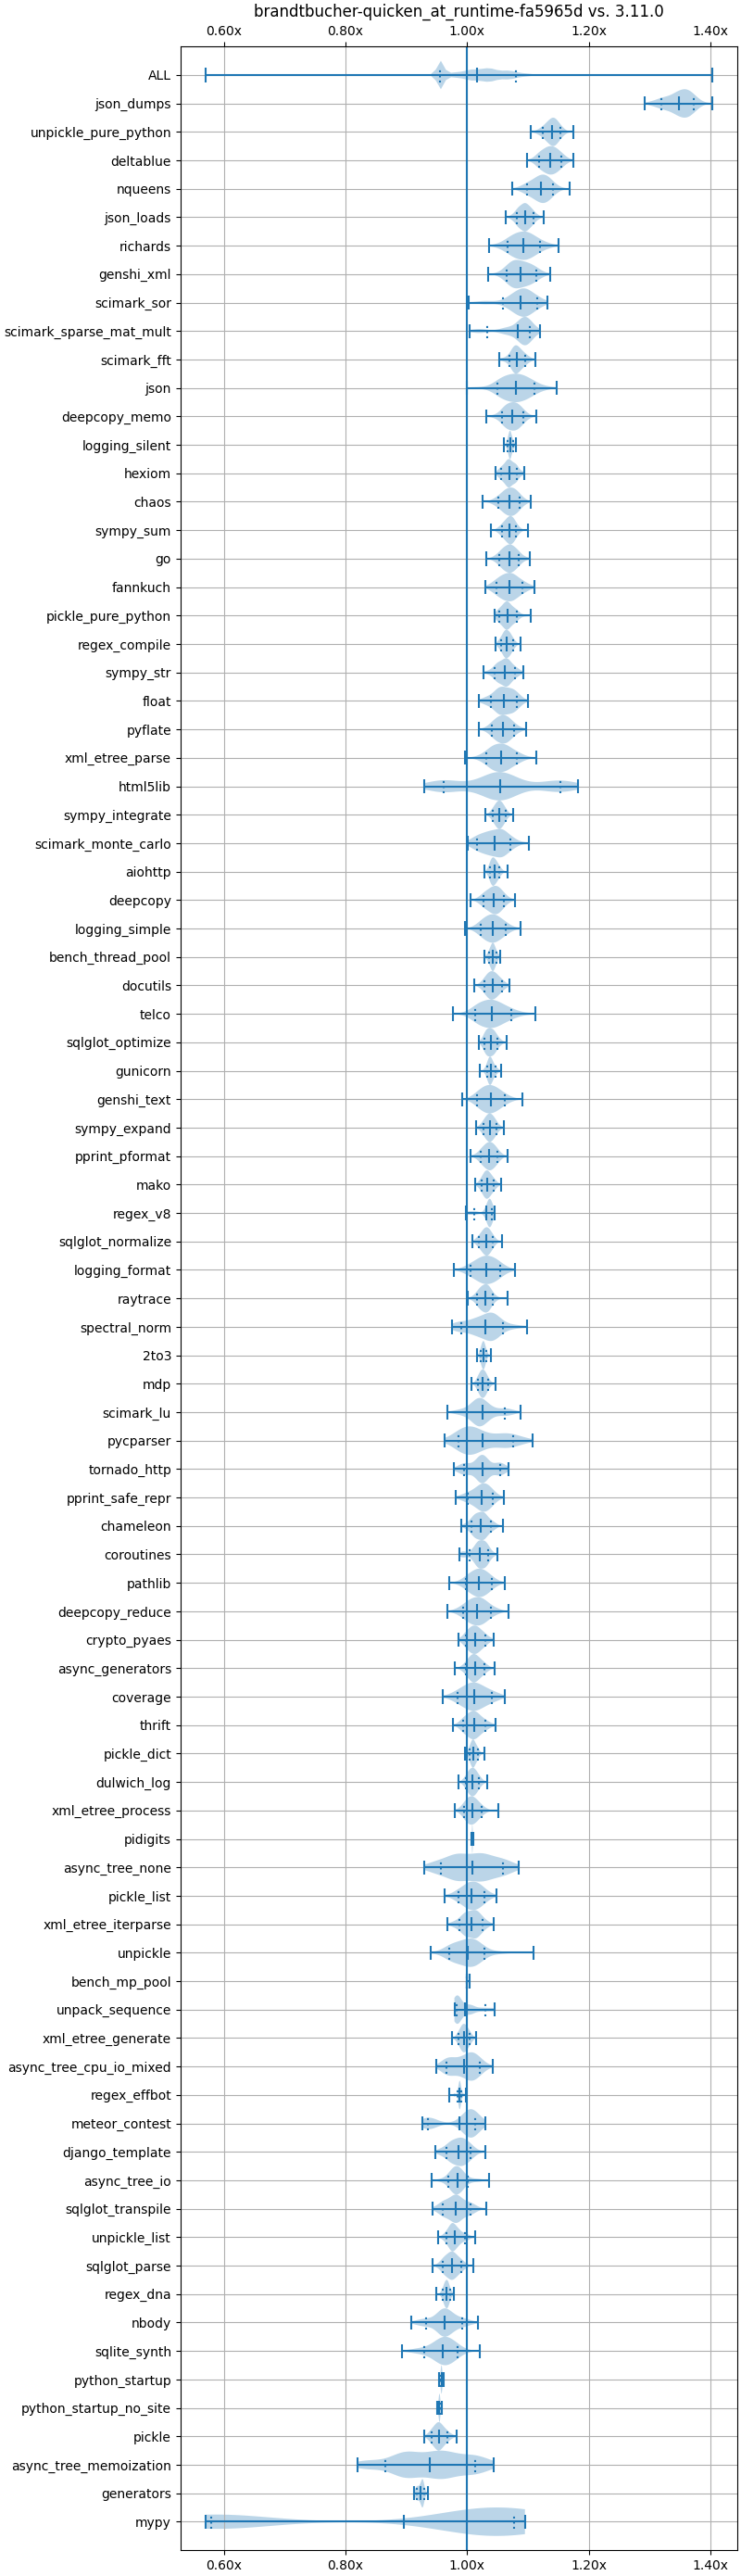 brandtbucher-quicken_at_runtime-fa5965d vs. 3.11.0
0.60x 0.80x 1.00x 1.20x 1.40x
ALL
json_dumps
unpickle_pure_python
deltablue
nqueens
json_loads
richards
genshi_xml
scimark_sor
scimark_sparse_mat_mult
scimark_fft
json
deepcopy_memo
logging_silent
hexiom
chaos
sympy_sum
go
fannkuch
pickle_pure_python
regex_compile
sympy_str
float
pyflate
xml_etree_parse
html5lib
sympy_integrate
scimark_monte_carlo
aiohttp
deepcopy
logging_simple
bench_thread_pool
docutils
telco
sqlglot_optimize
gunicorn
genshi_text
sympy_expand
pprint_pformat
mako
regex_v8
sqlglot_normalize
logging_format
raytrace
spectral_norm
2to3
mdp
scimark_lu
pycparser
tornado_http
pprint_safe_repr
chameleon
coroutines
pathlib
deepcopy_reduce
crypto_pyaes
async_generators
coverage
thrift
pickle_dict
dulwich_log
xml_etree_process
pidigits
async_tree_none
pickle_list
xml_etree_iterparse
unpickle
bench_mp_pool
unpack_sequence
xml_etree_generate
async_tree_cpu_io_mixed
regex_effbot
meteor_contest
django_template
async_tree_io
sqlglot_transpile
unpickle_list
sqlglot_parse
regex_dna
nbody
sqlite_synth
python_startup
python_startup_no_site
pickle
async_tree_memoization
generators
mypy
0.60x 0.80x 1.00x 1.20x 1.40x